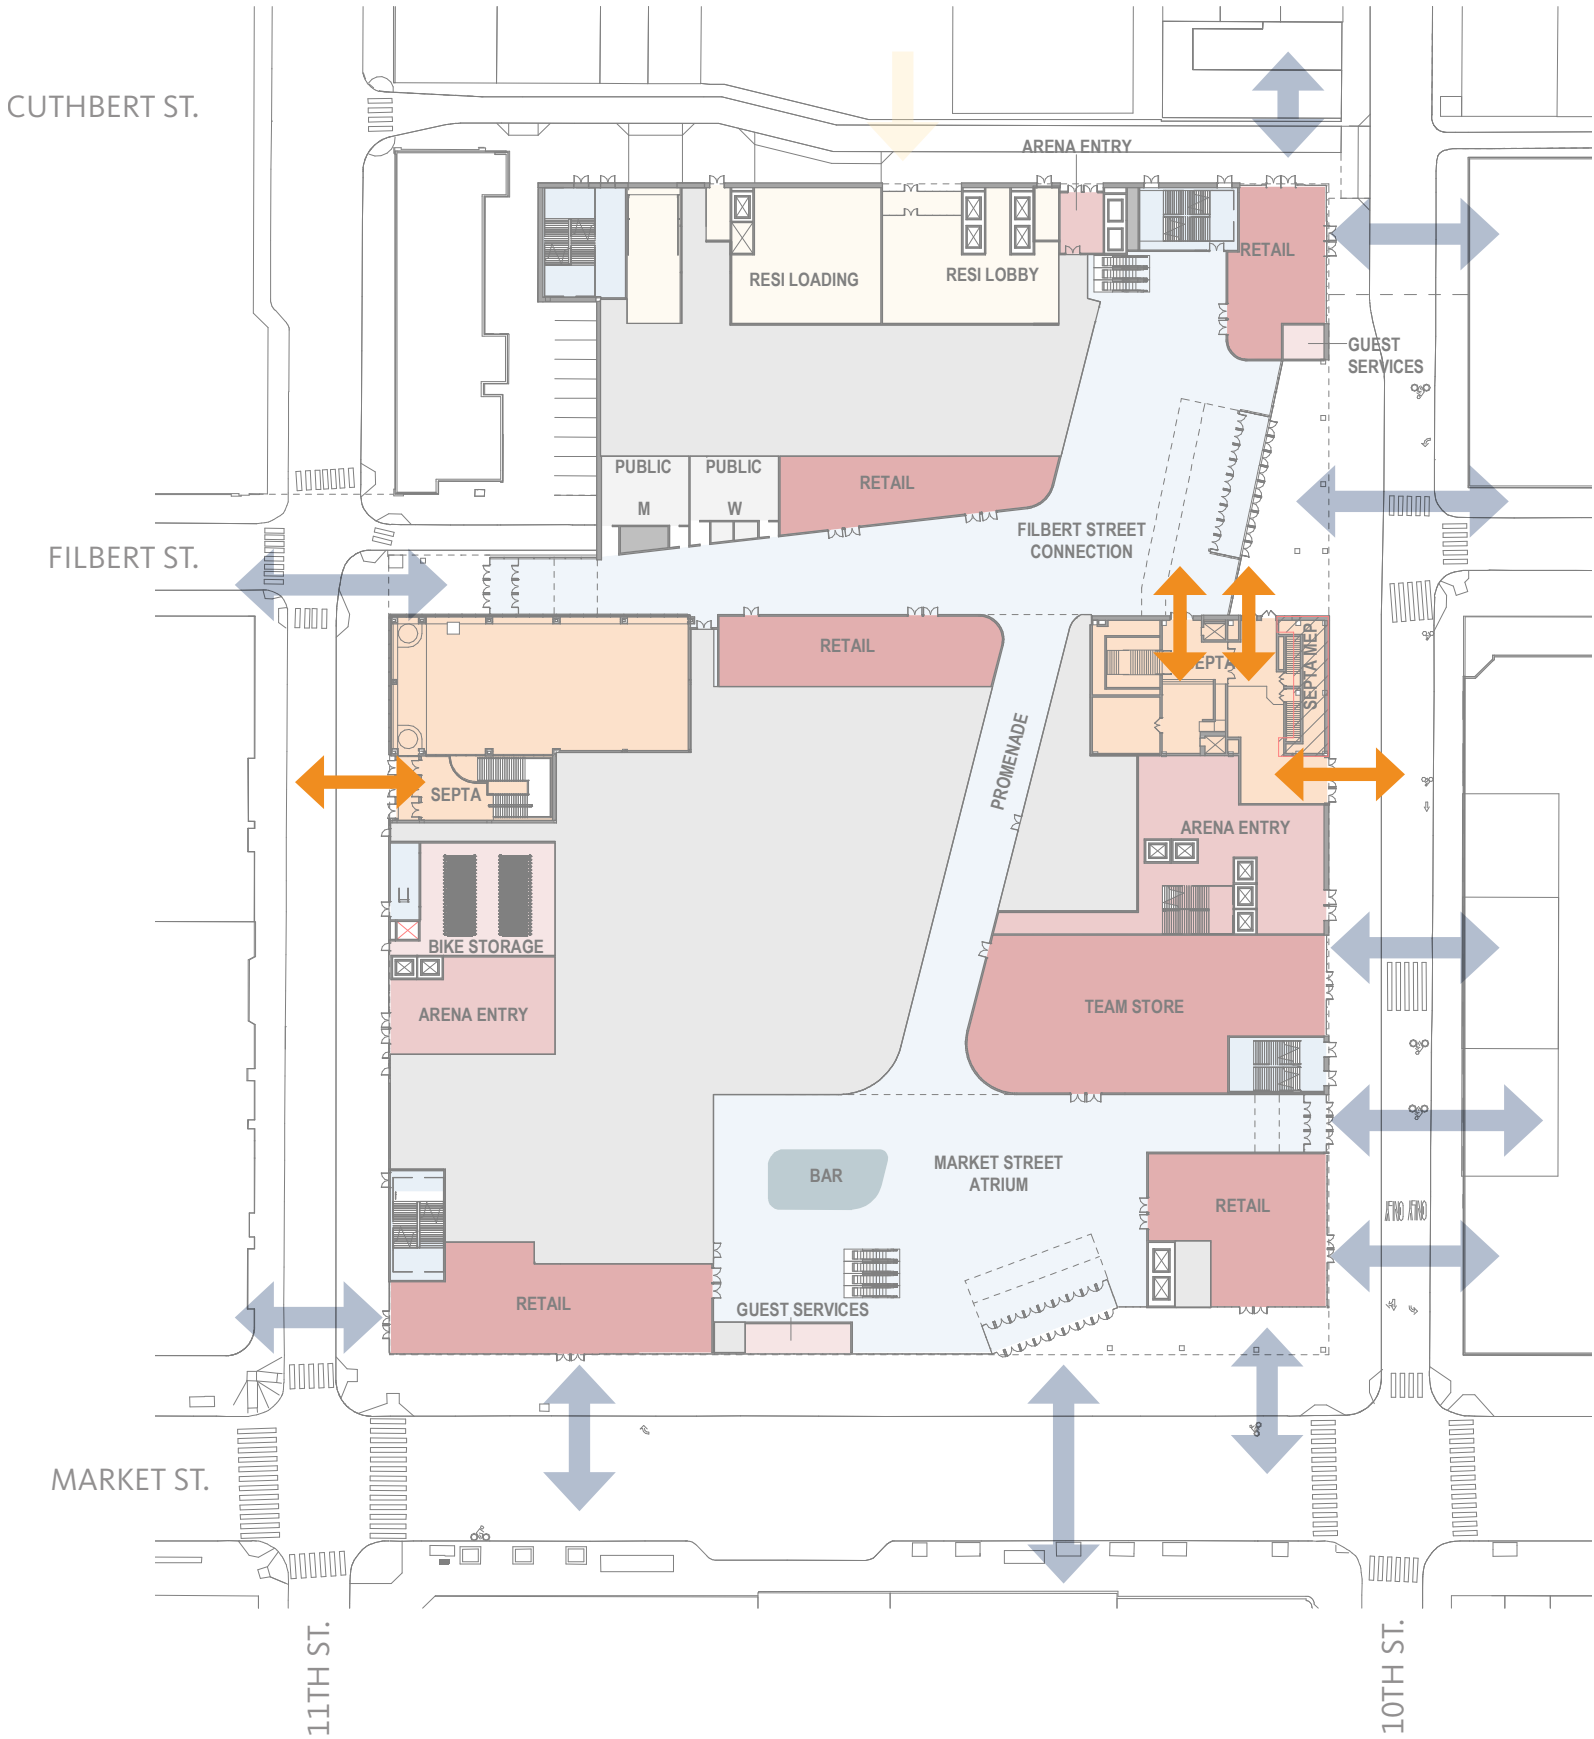 CUTHBERT ST.
ARENA ENTRY
RETAIL
RESI LOADING
RESI LOBBY
GUEST
SERVICES
PUBLIC
M
PUBLIC
W
RETAIL
FILBERT STREET
CONNECTION
FILBERT ST.
RETAIL
SEPTA
SEPTA MEP
PROMENADE
SEPTA
ARENA ENTRY
BIKE STORAGE
ARENA ENTRY
TEAM STORE
MARKET STREET
ATRIUM
BAR
RETAIL
ONLY ONLY
RETAIL
GUEST SERVICES
MARKET ST.
11TH ST.
10TH ST.